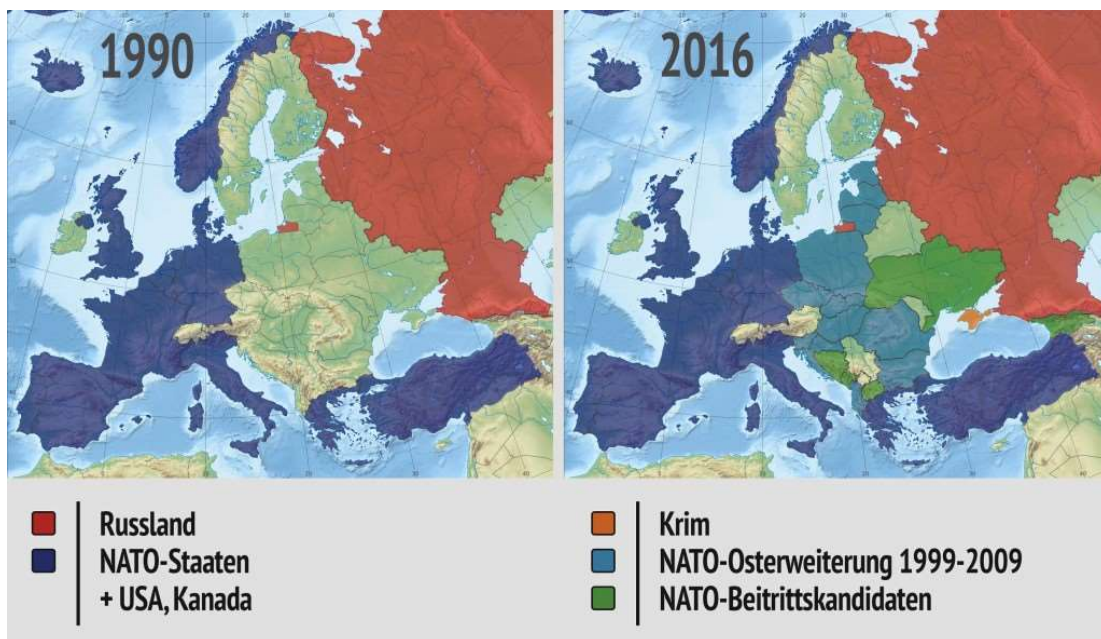 1990
2016
Russland
NATO-Staaten
+ USA, Kanada
Krim
NATO-Osterweiterung 1999-2009
NATO-Beitrittskandidaten